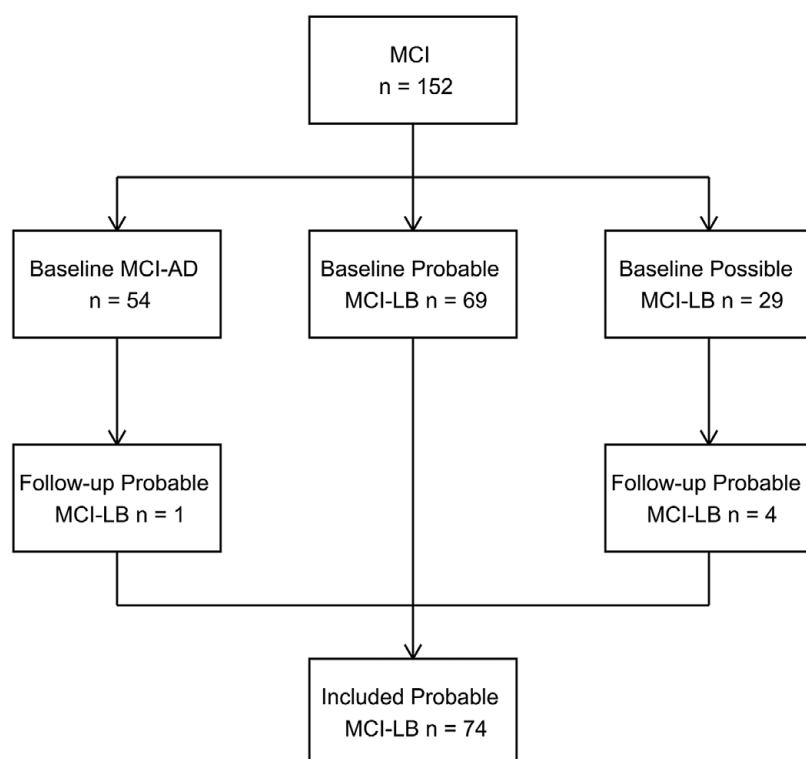 MCI
n = 152
Baseline MCI-AD
n = 54
Baseline Probable
MCI-LB n = 69
Baseline Possible
MCI-LB n = 29
Follow-up Probable
MCI-LB n = 1
Follow-up Probable
MCI-LB n = 4
Included Probable
MCI-LB n = 74